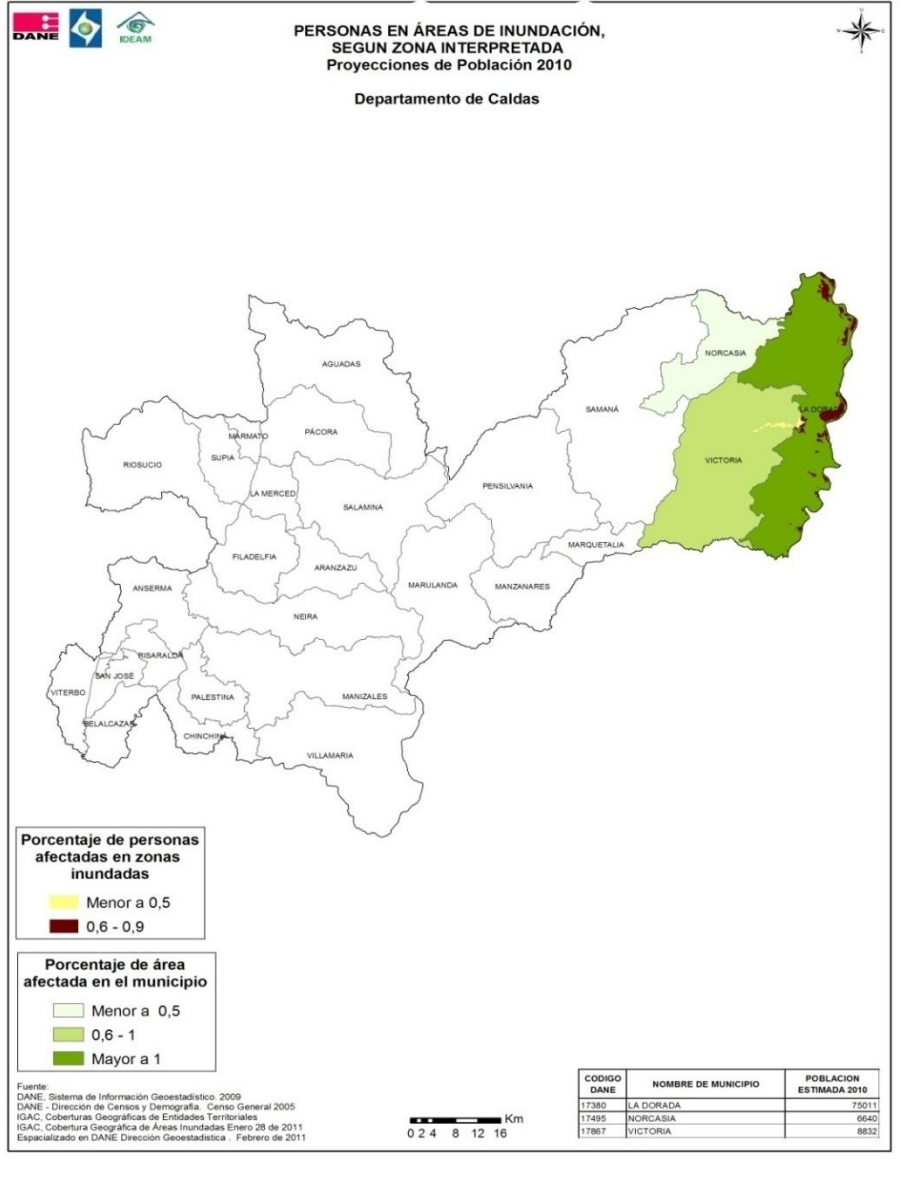 DANE
IDEAM
PERSONAS EN ÁREAS DE INUNDACIÓN,
SEGUN ZONA INTERPRETADA
Proyecciones de Población 2010
Departamento de Caldas
AGUADAS
NORCASIA
SAMANÁ
LA DORADA
MARMATO
PÁCORA
RIOSUCIO
SUPIA
VICTORIA
LA MERCED
PENSILVANIA
SALAMINA
MARQUETALIA
FILADELFIA
ARANZAZU
ANSERMA
MARULANDA
MANZANARES
NEIRA
RISARALDA
SAN JOSÉ
VITERBO
PALESTINA
MANIZALES
BELALCAZAR
CHINCHINÁ
VILLAMARIA
Porcentaje de personas
afectadas en zonas
inundadas
Menor a 0,5
0,6 - 0,9
Porcentaje de área
afectada en el municipio
Menor a 0,5
0,6 - 1
Mayor a 1
Fuente:
DANE, Sistema de Información Geoestadístico. 2009
DANE - Dirección de Censos y Demografía. Censo General 2005
IGAC, Coberturas Geográficas de Entidades Territoriales
IGAC, Cobertura Geográfica de Áreas Inundadas Enero 28 de 2011
Espacializado en DANE Dirección Geoestadística . Febrero de 2011
Km
0 2 4 8 12 16
CODIGO DANE NOMBRE DE MUNICIPIO POBLACION ESTIMADA 2010
17380 LA DORADA 75011
17495 NORCASIA 6640
17867 VICTORIA 8832